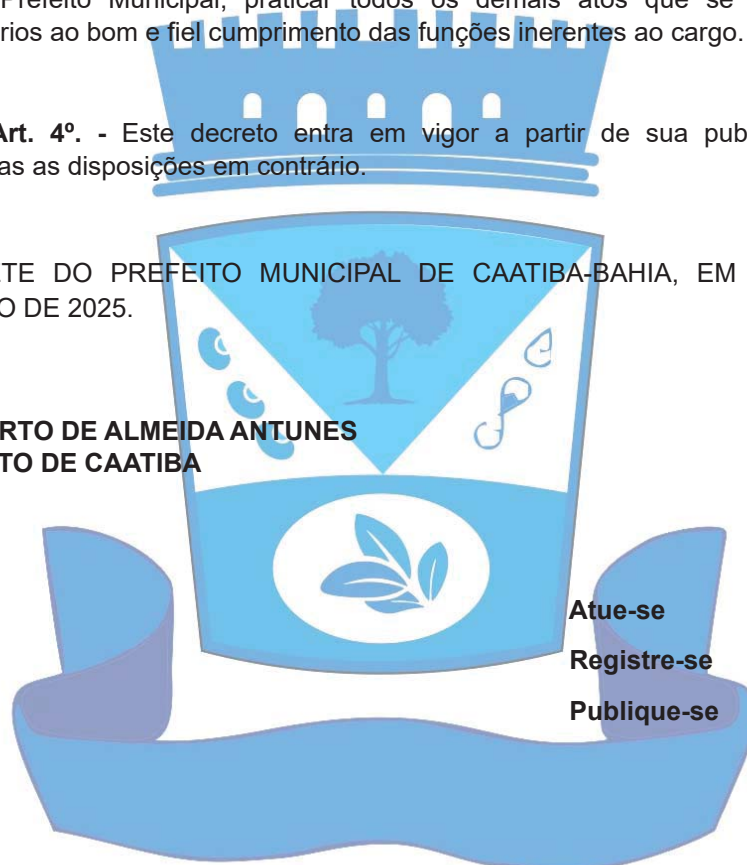 Prefeito Municipal, praticar todos os demais atos que se
rios ao bom e fiel cumprimento das funções inerentes ao cargo.
Art. 4º. - Este decreto entra em vigor a partir de sua pub
as as disposições em contrário.
TE DO PREFEITO MUNICIPAL DE CAATIBA-BAHIA, EM
O DE 2025.
RTO DE ALMEIDA ANTUNES
TO DE CAATIBA
Atue-se
Registre-se
Publique-se